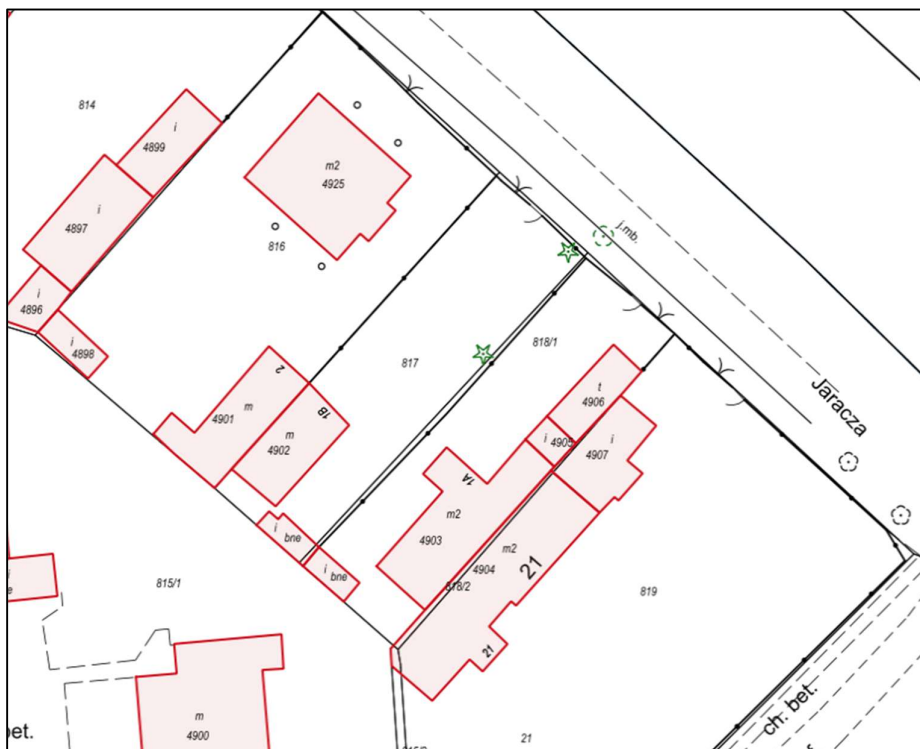 814
i
4899
m2
4925
i
4897
816
j.mb.
i
4896
i
4898
817
818/1
2
m
4901
1B
m
4902
t
4906
i
4905
i
4907
Jaracza
1A
m2
4903
m2
4904
21
818/2
i
bne
i
bne
i
e
815/1
819
21
ch. bet.
m
4900
bet.
21